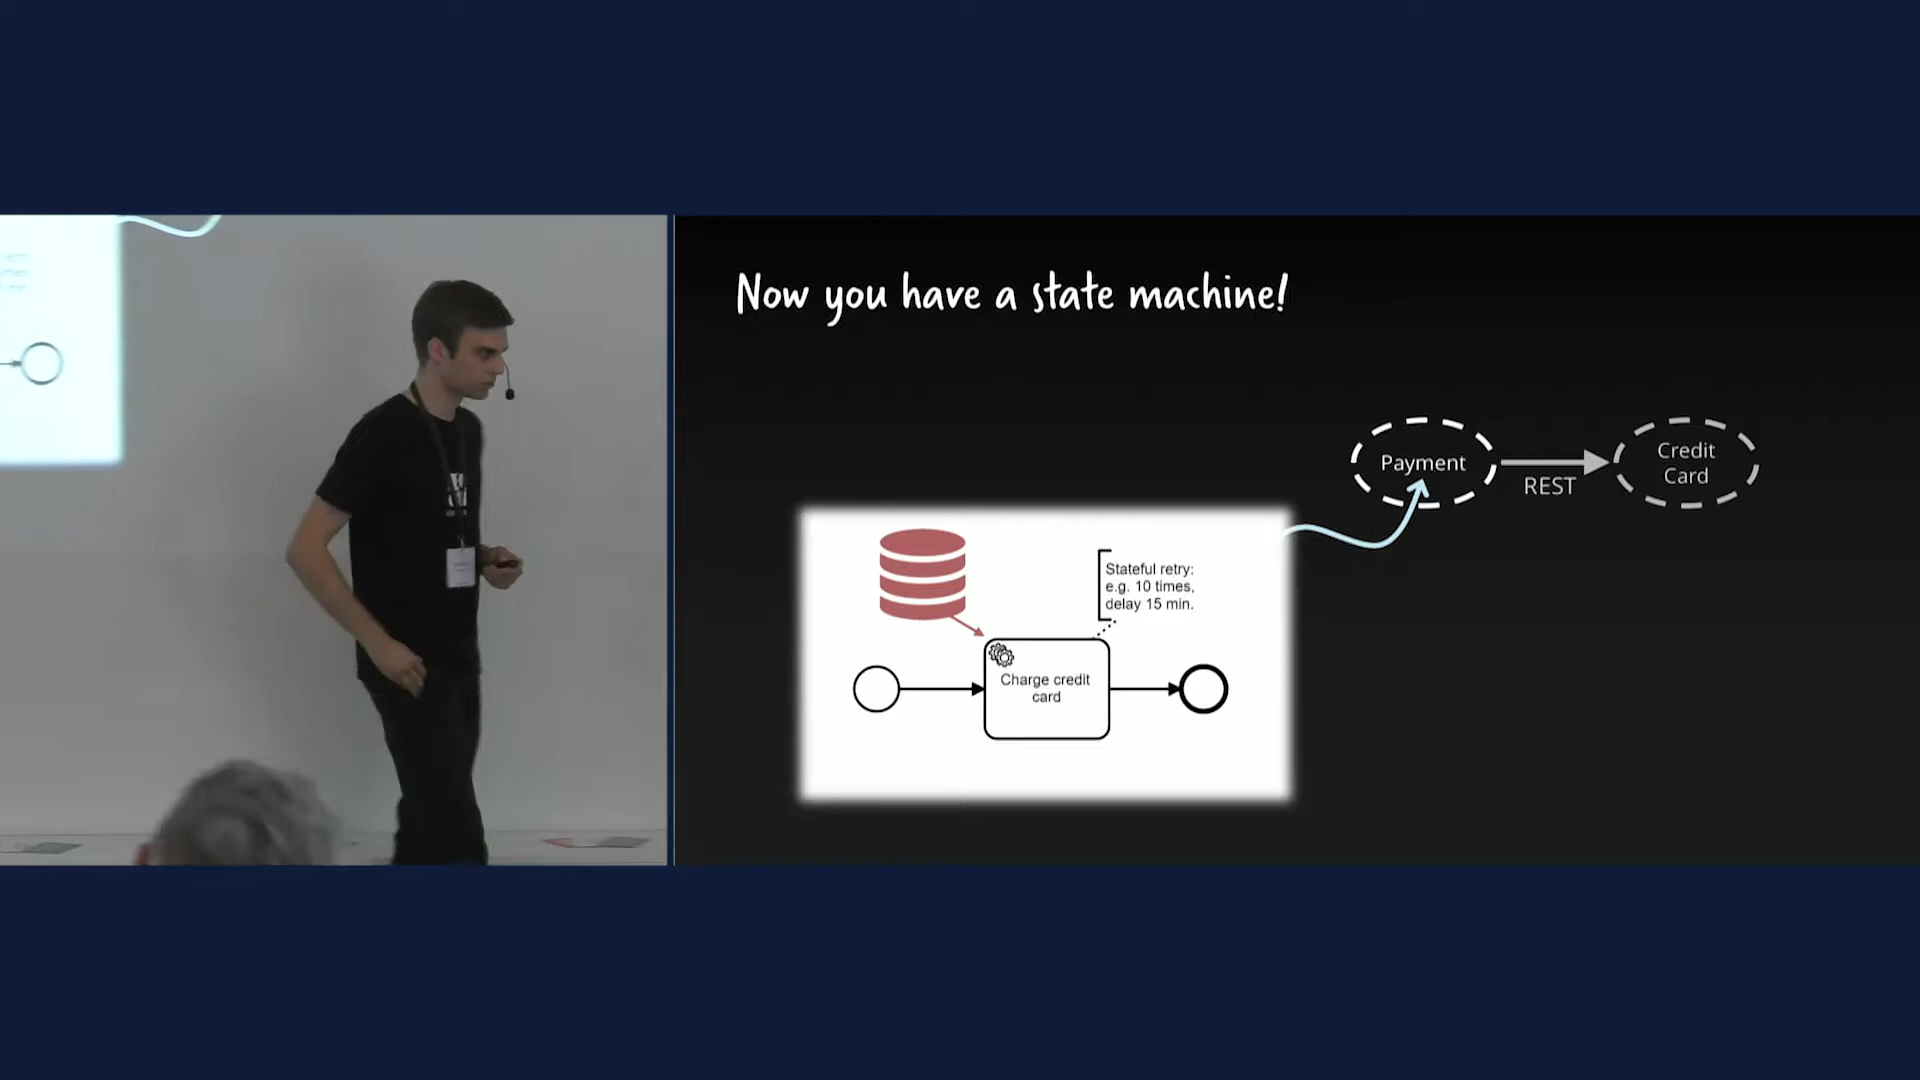 Now you have a state machine!
Payment
REST
Credit
Card
Stateful retry:
e.g. 10 times,
delay 15 min.
Charge credit
card